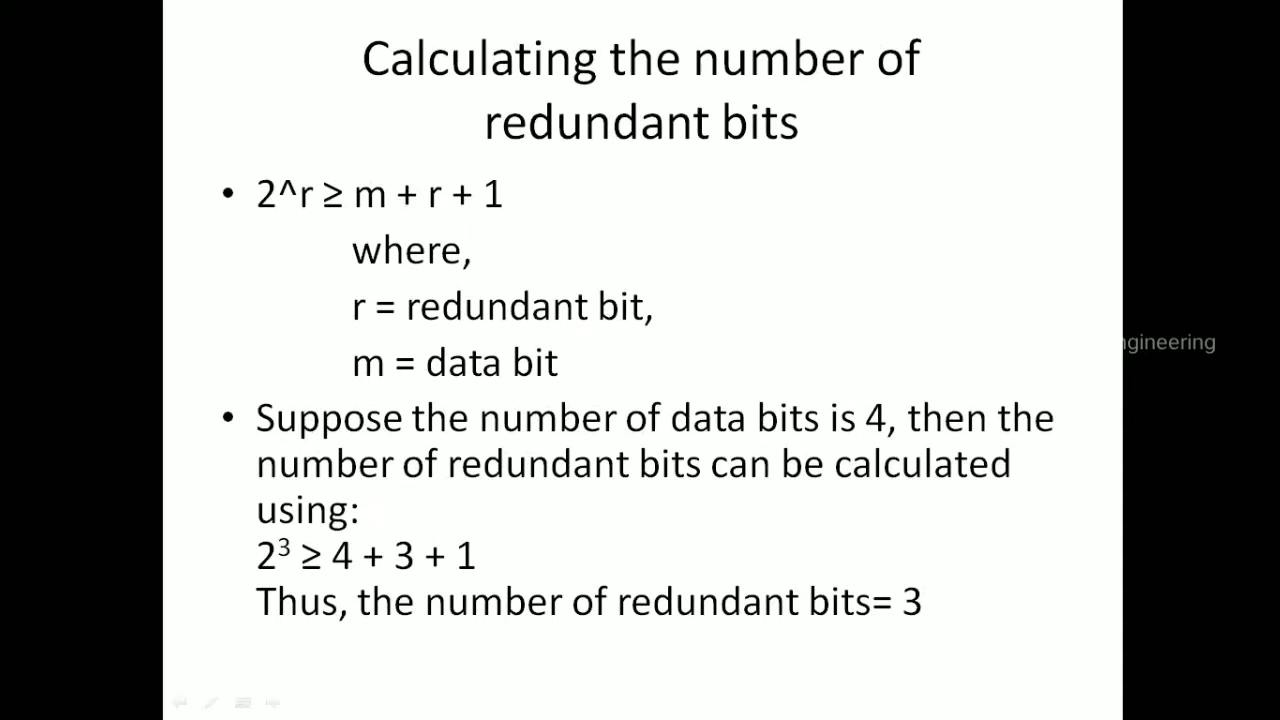 Calculating the number of
redundant bits
• 2^r ≥ m + r + 1
where,
r = redundant bit,
m = data bit
• Suppose the number of data bits is 4, then the
number of redundant bits can be calculated
using:
2³ ≥ 4 + 3 + 1
Thus, the number of redundant bits= 3